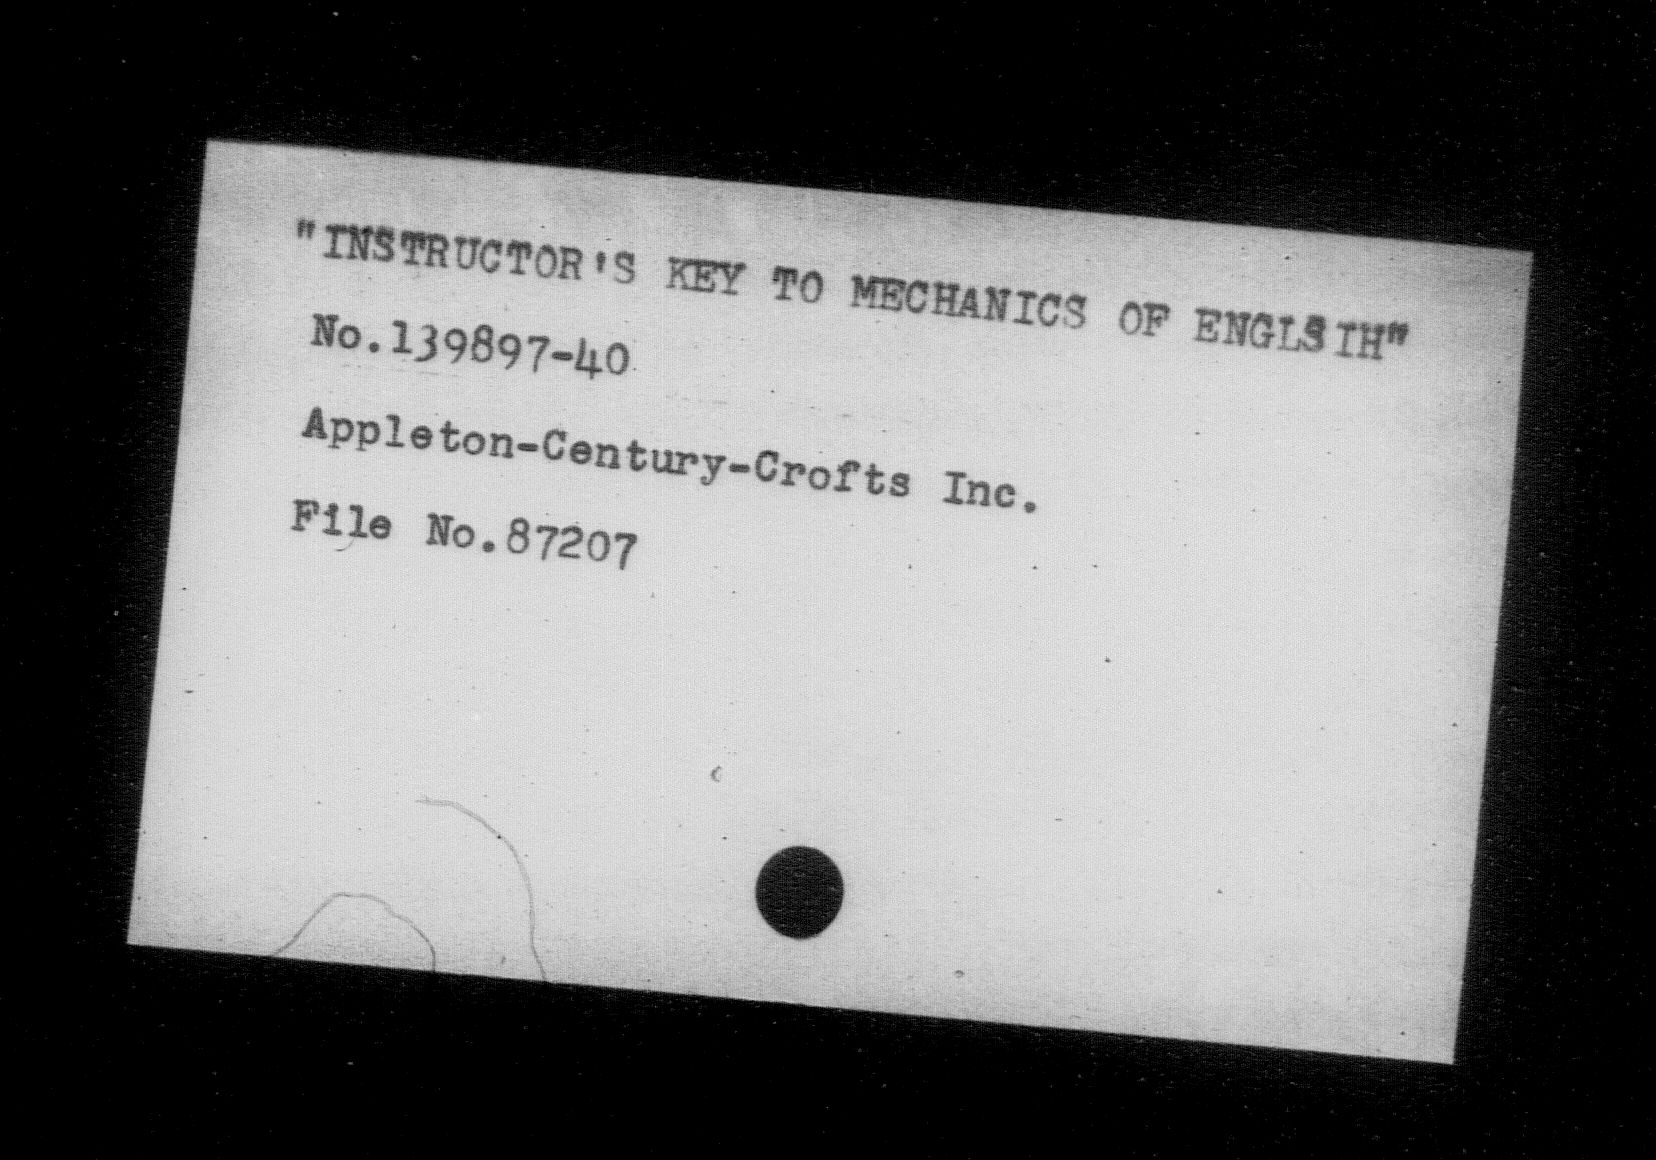 "INSTRUCTOR'S KEY TO MECHANICS OF ENGLSIH"
No.139897-40
Appleton-Century-Crofts Inc.
File No.87207